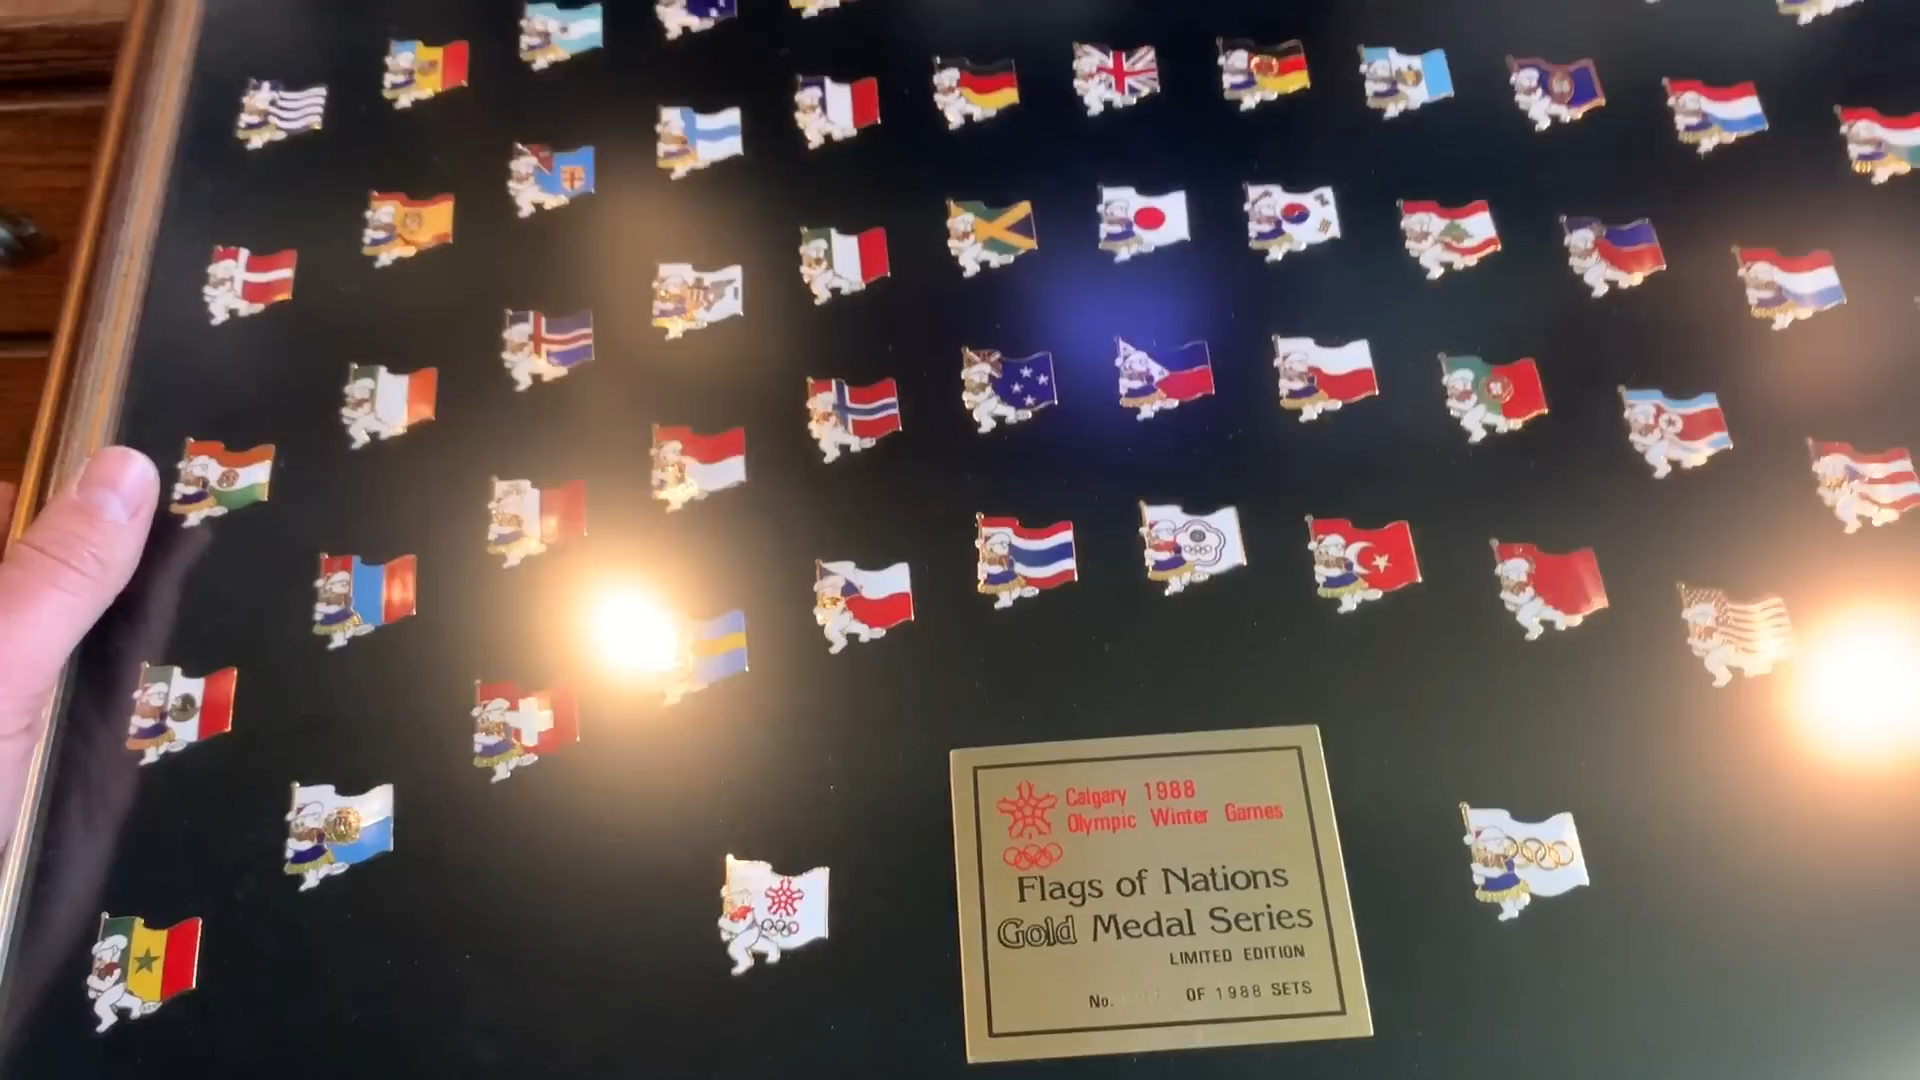 Calgary 1988
Olympic Winter Games
Flags of Nations
Gold Medal Series
LIMITED EDITION
No. OF 1988 SETS